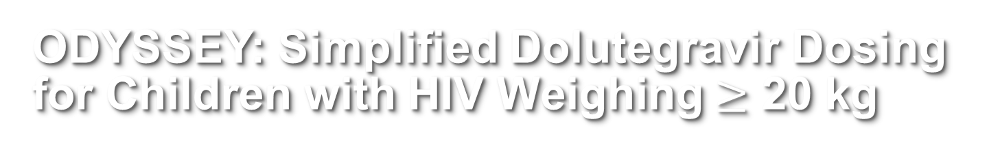 ODYSSEY: Simplified Dolutegravir Dosing
for Children with HIV Weighing ≥ 20 kg